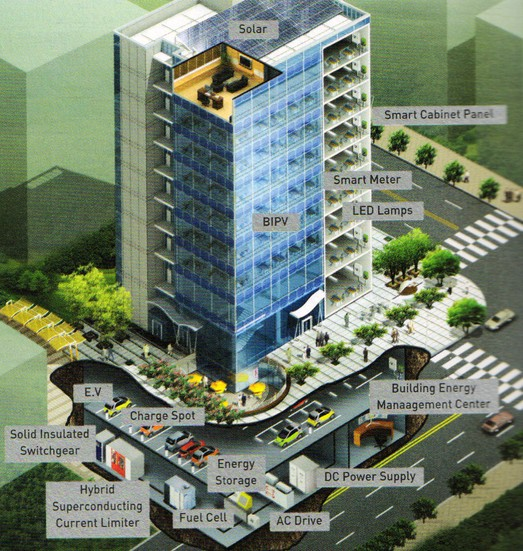 Solar
Smart Cabinet Panel
Smart Meter
LED Lamps
BIPV
E.V
Charge Spot
Building Energy
Manaagement Center
Solid Insulated
Switchgear
Energy
Storage
DC Power Supply
Hybrid
Superconducting
Current Limiter
Fuel Cell
AC Drive